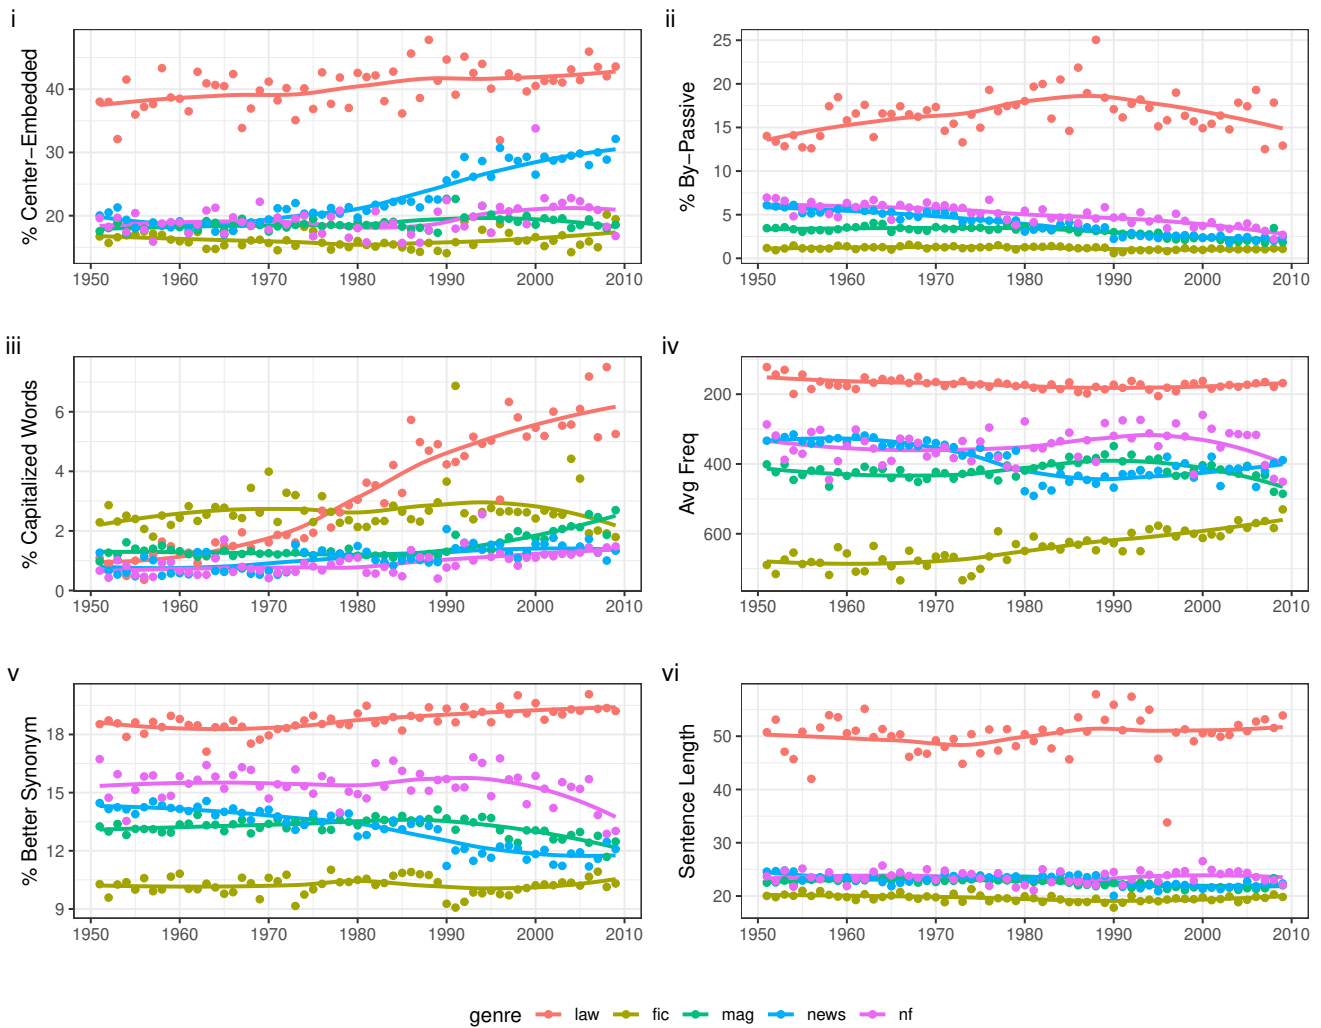 i
% Center-Embedded
40
30
20
1950 1960 1970 1980 1990 2000 2010
ii
% By-Passive
25
20
15
10
5
0
1950 1960 1970 1980 1990 2000 2010
iii
% Capitalized Words
6
4
2
0
1950 1960 1970 1980 1990 2000 2010
iv
Avg Freq
200
400
600
1950 1960 1970 1980 1990 2000 2010
v
% Better Synonym
18
15
12
9
1950 1960 1970 1980 1990 2000 2010
vi
Sentence Length
50
40
30
20
1950 1960 1970 1980 1990 2000 2010
genre law fic mag news nf